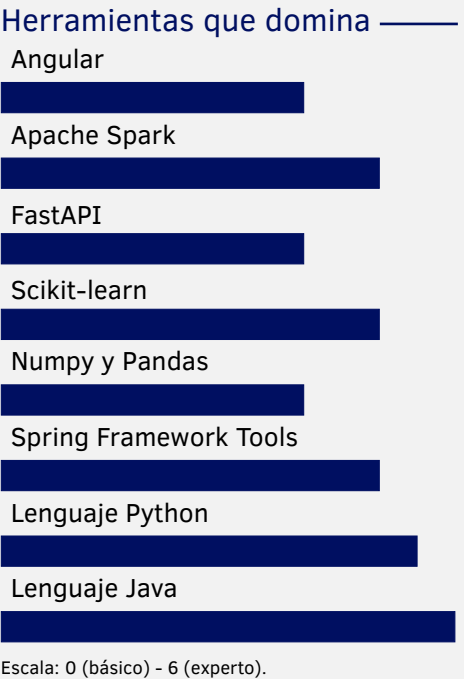 Herramientas que domina
Angular
Apache Spark
FastAPI
Scikit-learn
Numpy y Pandas
Spring Framework Tools
Lenguaje Python
Lenguaje Java
Escala: 0 (básico) - 6 (experto).